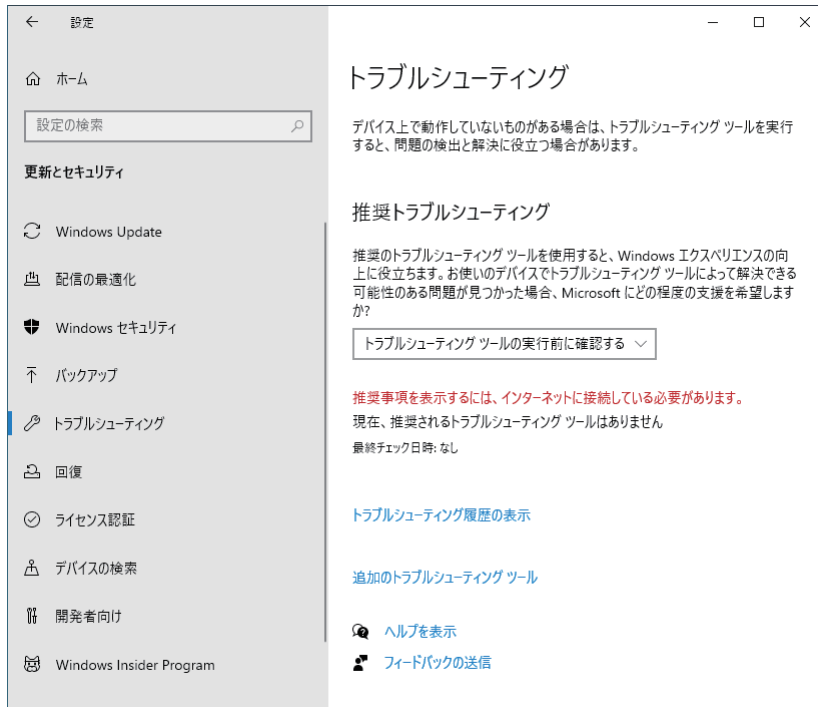 設定
ホーム
設定の検索
更新とセキュリティ
Windows Update
配信の最適化
Windows セキュリティ
バックアップ
トラブルシューティング
回復
ライセンス認証
デバイスの検索
開発者向け
Windows Insider Program
トラブルシューティング
デバイス上で動作していないものがある場合は、トラブルシューティング ツールを実行
すると、問題の検出と解決に役立つ場合があります。
推奨トラブルシューティング
推奨のトラブルシューティング ツールを使用すると、Windows エクスペリエンスの向
上に役立ちます。お使いのデバイスでトラブルシューティング ツールによって解決できる
可能性のある問題が見つかった場合、Microsoft にどの程度の支援を希望します
か?
トラブルシューティング ツールの実行前に確認する
推奨事項を表示するには、インターネットに接続している必要があります。
現在、推奨されるトラブルシューティング ツールはありません
最終チェック日時: なし
トラブルシューティング履歴の表示
追加のトラブルシューティング ツール
ヘルプを表示
フィードバックの送信